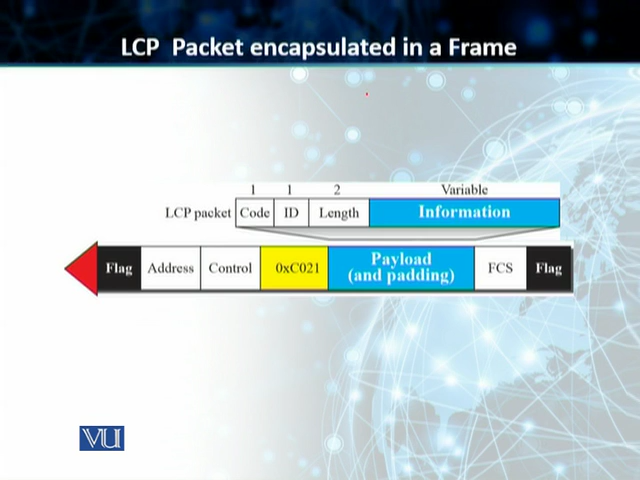 LCP Packet encapsulated in a Frame
1 1 2 Variable
LCP packet Code ID Length Information
Flag Address Control 0xC021 Payload (and padding) FCS Flag
VU